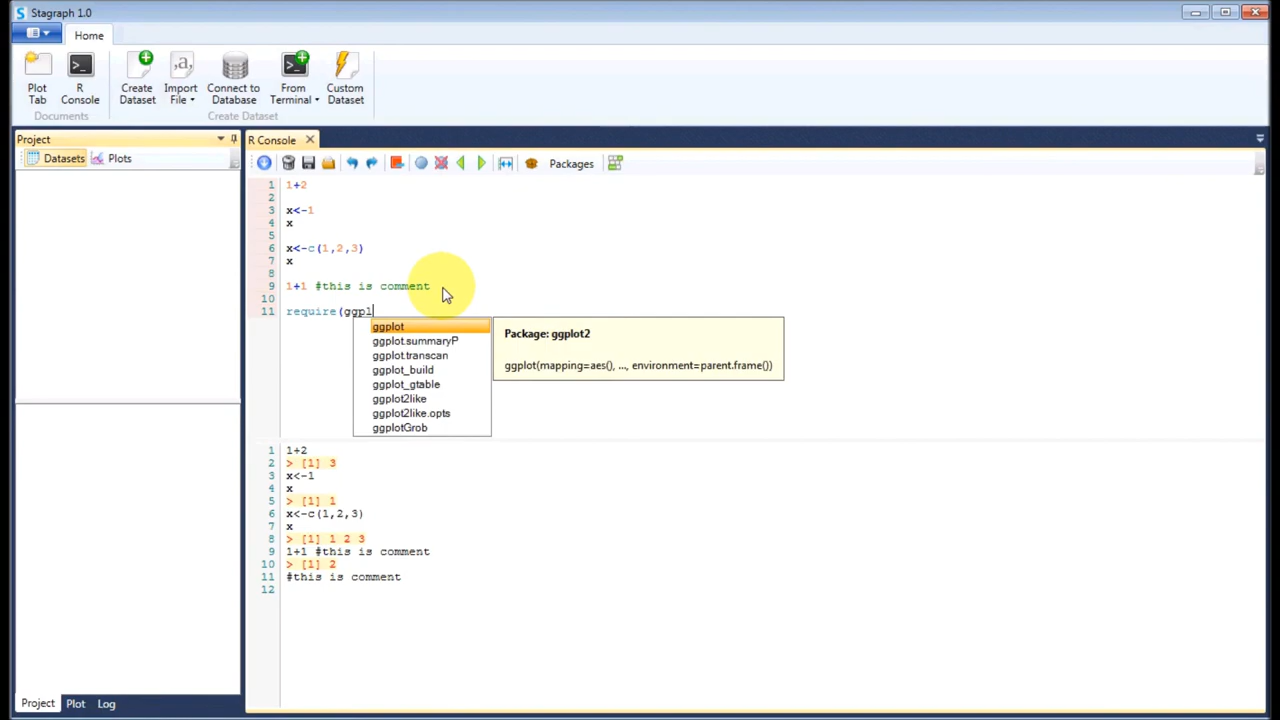 Stagraph 1.0
Home
Plot Tab
R Console
Create Dataset
Import File
Connect to Database
From Terminal
Custom Dataset
Documents
Create Dataset
Project
Datasets
Plots
R Console
Packages
1 1+2
2
3 x<-1
4 x
5
6 x<-c(1,2,3)
7 x
8
9 1+1 #this is comment
10
11 require(ggpl
ggplot
ggplot.summaryP
ggplot.transcan
ggplot_build
ggplot_gtable
ggplot2like
ggplot2like.opts
ggplotGrob
Package: ggplot2
ggplot(mapping=aes(), ..., environment=parent.frame())
1 1+2
2 > [1] 3
3 x<-1
4 x
5 > [1] 1
6 x<-c(1,2,3)
7 x
8 > [1] 1 2 3
9 1+1 #this is comment
10 > [1] 2
11 #this is comment
12
Project
Plot
Log